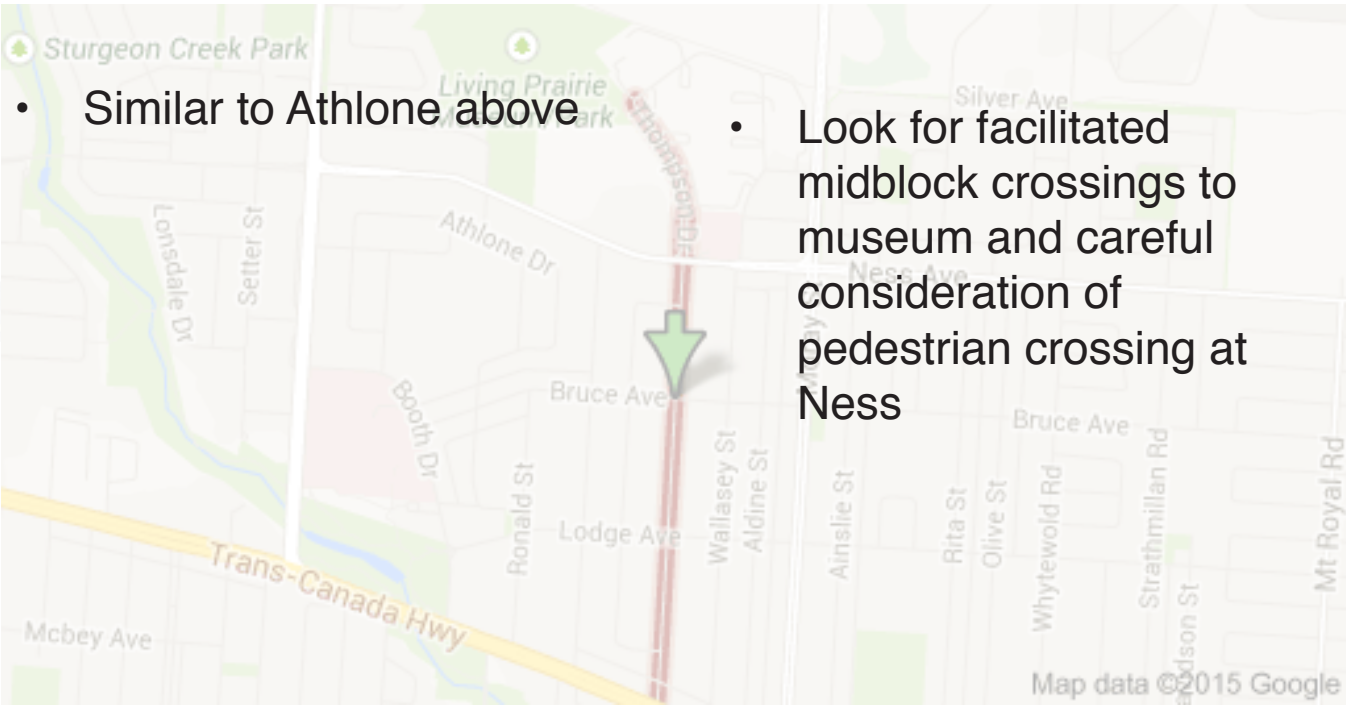 Sturgeon Creek Park
Living Prairie
Museum/Park
• Similar to Athlone above
Silver Ave
• Look for facilitated
midblock crossings to
museum and careful
consideration of
pedestrian crossing at
Ness
Thompson Dr
Lonsdale Dr
Setter St
Athlone Dr
Ness Ave
Booth Dr
Bruce Ave
Bruce Ave
Ronald St
Lodge Ave
Wallasey St
Aldine St
Ainslie St
Rita St
Olive St
Whytewold Rd
Strathmillan Rd
Mt Royal Rd
Trans-Canada Hwy
Mcbey Ave
Map data ©2015 Google